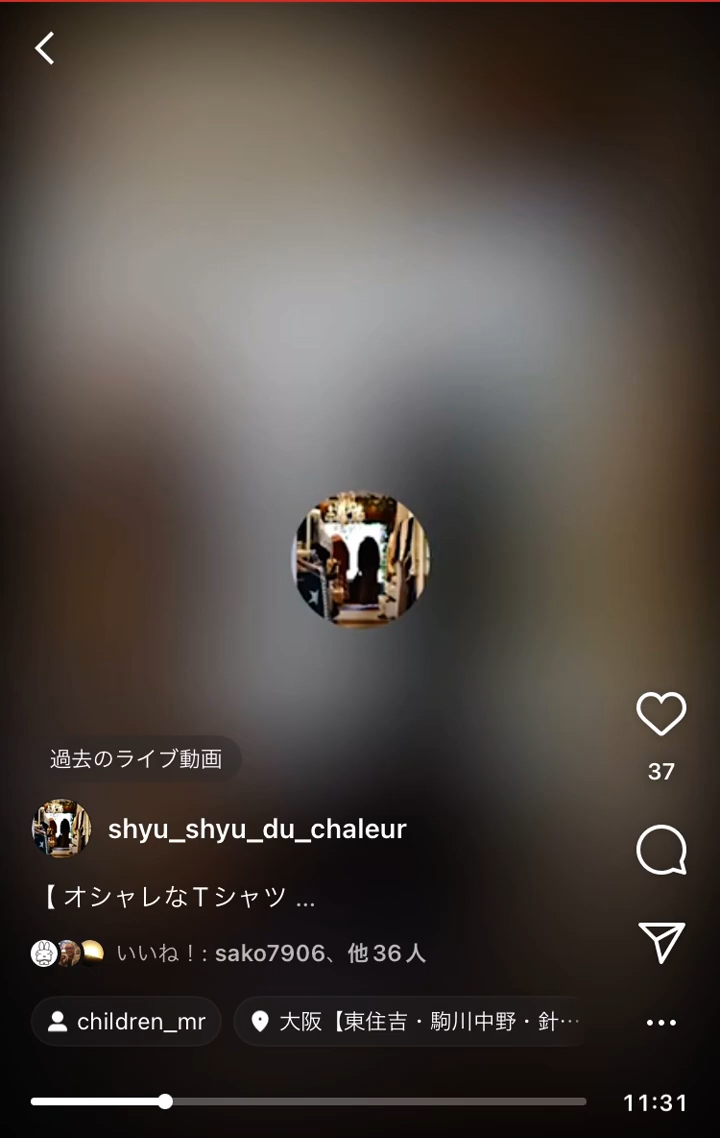 過去のライブ動画
shyu_shyu_du_chaleur
【 オシャレなTシャツ ...
37
いいね！: sako7906、他36人
children_mr
大阪【東住吉・駒川中野・針…
11:31